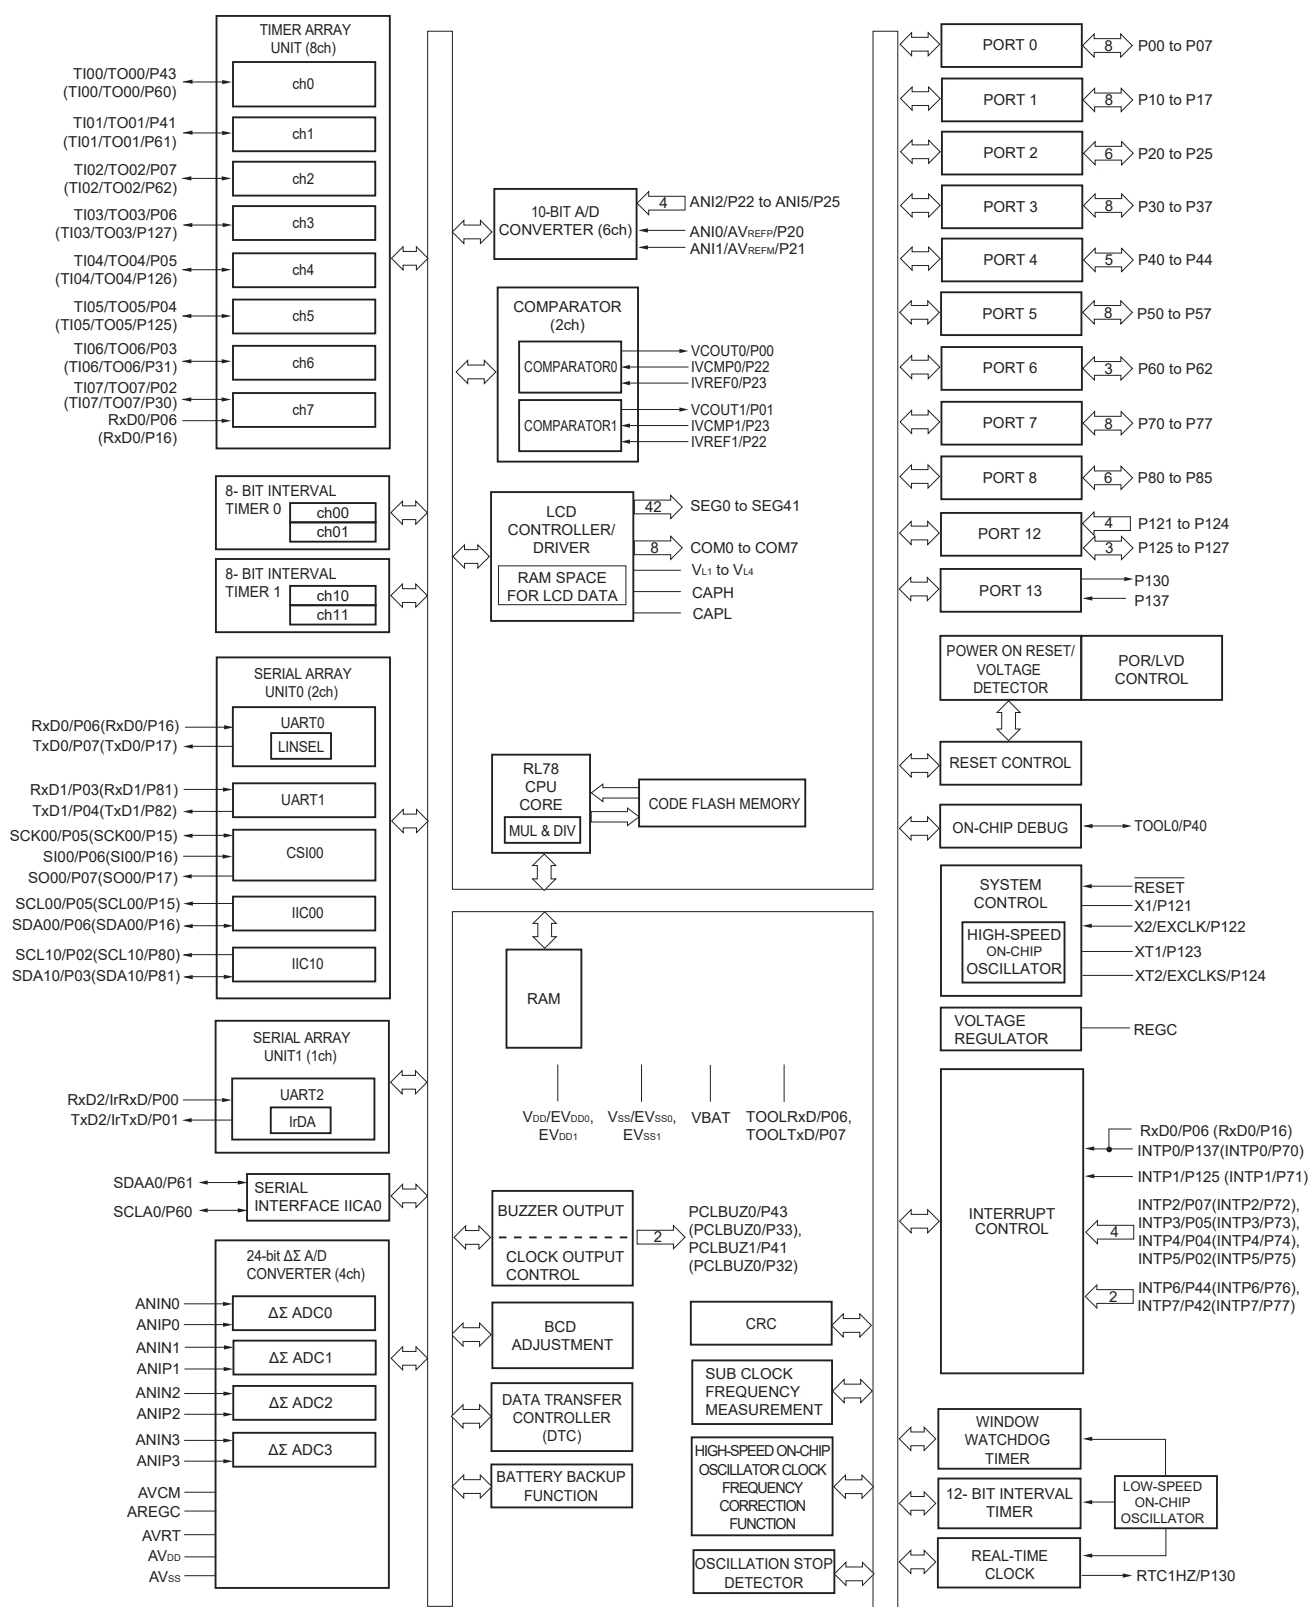 TIMER ARRAY
UNIT (8ch)
TI00/TO00/P43
(TI00/TO00/P60)
ch0
TI01/TO01/P41
(TI01/TO01/P61)
ch1
TI02/TO02/P07
(TI02/TO02/P62)
ch2
TI03/TO03/P06
(TI03/TO03/P127)
ch3
TI04/TO04/P05
(TI04/TO04/P126)
ch4
TI05/TO05/P04
(TI05/TO05/P125)
ch5
TI06/TO06/P03
(TI06/TO06/P31)
ch6
TI07/TO07/P02
(TI07/TO07/P30)
RxD0/P06
(RxD0/P16)
ch7
8- BIT INTERVAL
TIMER 0
ch00
ch01
8- BIT INTERVAL
TIMER 1
ch10
ch11
SERIAL ARRAY
UNIT0 (2ch)
RxD0/P06(RxD0/P16)
TxD0/P07(TxD0/P17)
UART0
LINSEL
RxD1/P03(RxD1/P81)
TxD1/P04(TxD1/P82)
UART1
SCK00/P05(SCK00/P15)
SI00/P06(SI00/P16)
SO00/P07(SO00/P17)
CSI00
SCL00/P05(SCL00/P15)
SDA00/P06(SDA00/P16)
IIC00
SCL10/P02(SCL10/P80)
SDA10/P03(SDA10/P81)
IIC10
SERIAL ARRAY
UNIT1 (1ch)
RxD2/IrRxD/P00
TxD2/IrTxD/P01
UART2
IrDA
SDAA0/P61
SCLA0/P60
SERIAL
INTERFACE IICA0
24-bit ΔΣ A/D
CONVERTER (4ch)
ANIN0
ANIP0
ΔΣ ADC0
ANIN1
ANIP1
ΔΣ ADC1
ANIN2
ANIP2
ΔΣ ADC2
ANIN3
ANIP3
ΔΣ ADC3
AVCM
AREGC
AVRT
AVDD
AVSS
10-BIT A/D
CONVERTER (6ch)
4
ANI2/P22 to ANI5/P25
ANI0/AVREFP/P20
ANI1/AVREFM/P21
COMPARATOR
(2ch)
COMPARATOR0
VCOUT0/P00
IVCMP0/P22
IVREF0/P23
COMPARATOR1
VCOUT1/P01
IVCMP1/P23
IVREF1/P22
LCD
CONTROLLER/
DRIVER
RAM SPACE
FOR LCD DATA
42
SEG0 to SEG41
8
COM0 to COM7
VL1 to VL4
CAPH
CAPL
RL78
CPU
CORE
MUL & DIV
CODE FLASH MEMORY
RAM
VDD/EVDD0,
EVDD1
VSS/EVSS0,
EVSS1
VBAT
TOOLRxD/P06,
TOOLTxD/P07
BUZZER OUTPUT
CLOCK OUTPUT
CONTROL
2
PCLBUZ0/P43
(PCLBUZ0/P33),
PCLBUZ1/P41
(PCLBUZ0/P32)
BCD
ADJUSTMENT
DATA TRANSFER
CONTROLLER
(DTC)
BATTERY BACKUP
FUNCTION
CRC
SUB CLOCK
FREQUENCY
MEASUREMENT
HIGH-SPEED ON-CHIP
OSCILLATOR CLOCK
FREQUENCY
CORRECTION
FUNCTION
OSCILLATION STOP
DETECTOR
PORT 0
8
P00 to P07
PORT 1
8
P10 to P17
PORT 2
6
P20 to P25
PORT 3
8
P30 to P37
PORT 4
5
P40 to P44
PORT 5
8
P50 to P57
PORT 6
3
P60 to P62
PORT 7
8
P70 to P77
PORT 8
6
P80 to P85
PORT 12
4
P121 to P124
3
P125 to P127
PORT 13
P130
P137
POWER ON RESET/
VOLTAGE
DETECTOR
POR/LVD
CONTROL
RESET CONTROL
ON-CHIP DEBUG
TOOL0/P40
SYSTEM
CONTROL
HIGH-SPEED
ON-CHIP
OSCILLATOR
RESET
X1/P121
X2/EXCLK/P122
XT1/P123
XT2/EXCLKS/P124
VOLTAGE
REGULATOR
REGC
INTERRUPT
CONTROL
RxD0/P06 (RxD0/P16)
INTP0/P137(INTP0/P70)
INTP1/P125 (INTP1/P71)
4
INTP2/P07(INTP2/P72),
INTP3/P05(INTP3/P73),
INTP4/P04(INTP4/P74),
INTP5/P02(INTP5/P75)
2
INTP6/P44(INTP6/P76),
INTP7/P42(INTP7/P77)
WINDOW
WATCHDOG
TIMER
12- BIT INTERVAL
TIMER
LOW-SPEED
ON-CHIP
OSCILLATOR
REAL-TIME
CLOCK
RTC1HZ/P130